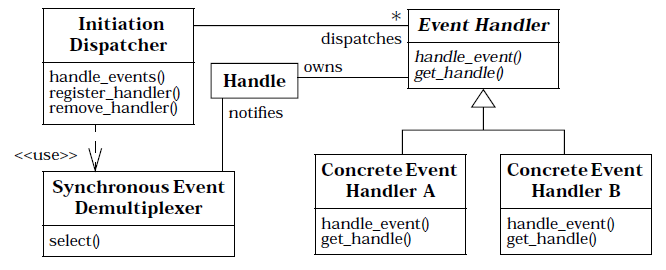 Initiation
Dispatcher
handle_events()
register_handler()
remove_handler()
*
dispatches
Event Handler
handle_event()
get_handle()
Handle
owns
notifies
<<use>>
Synchronous Event
Demultiplexer
select()
Concrete Event
Handler A
handle_event()
get_handle()
Concrete Event
Handler B
handle_event()
get_handle()